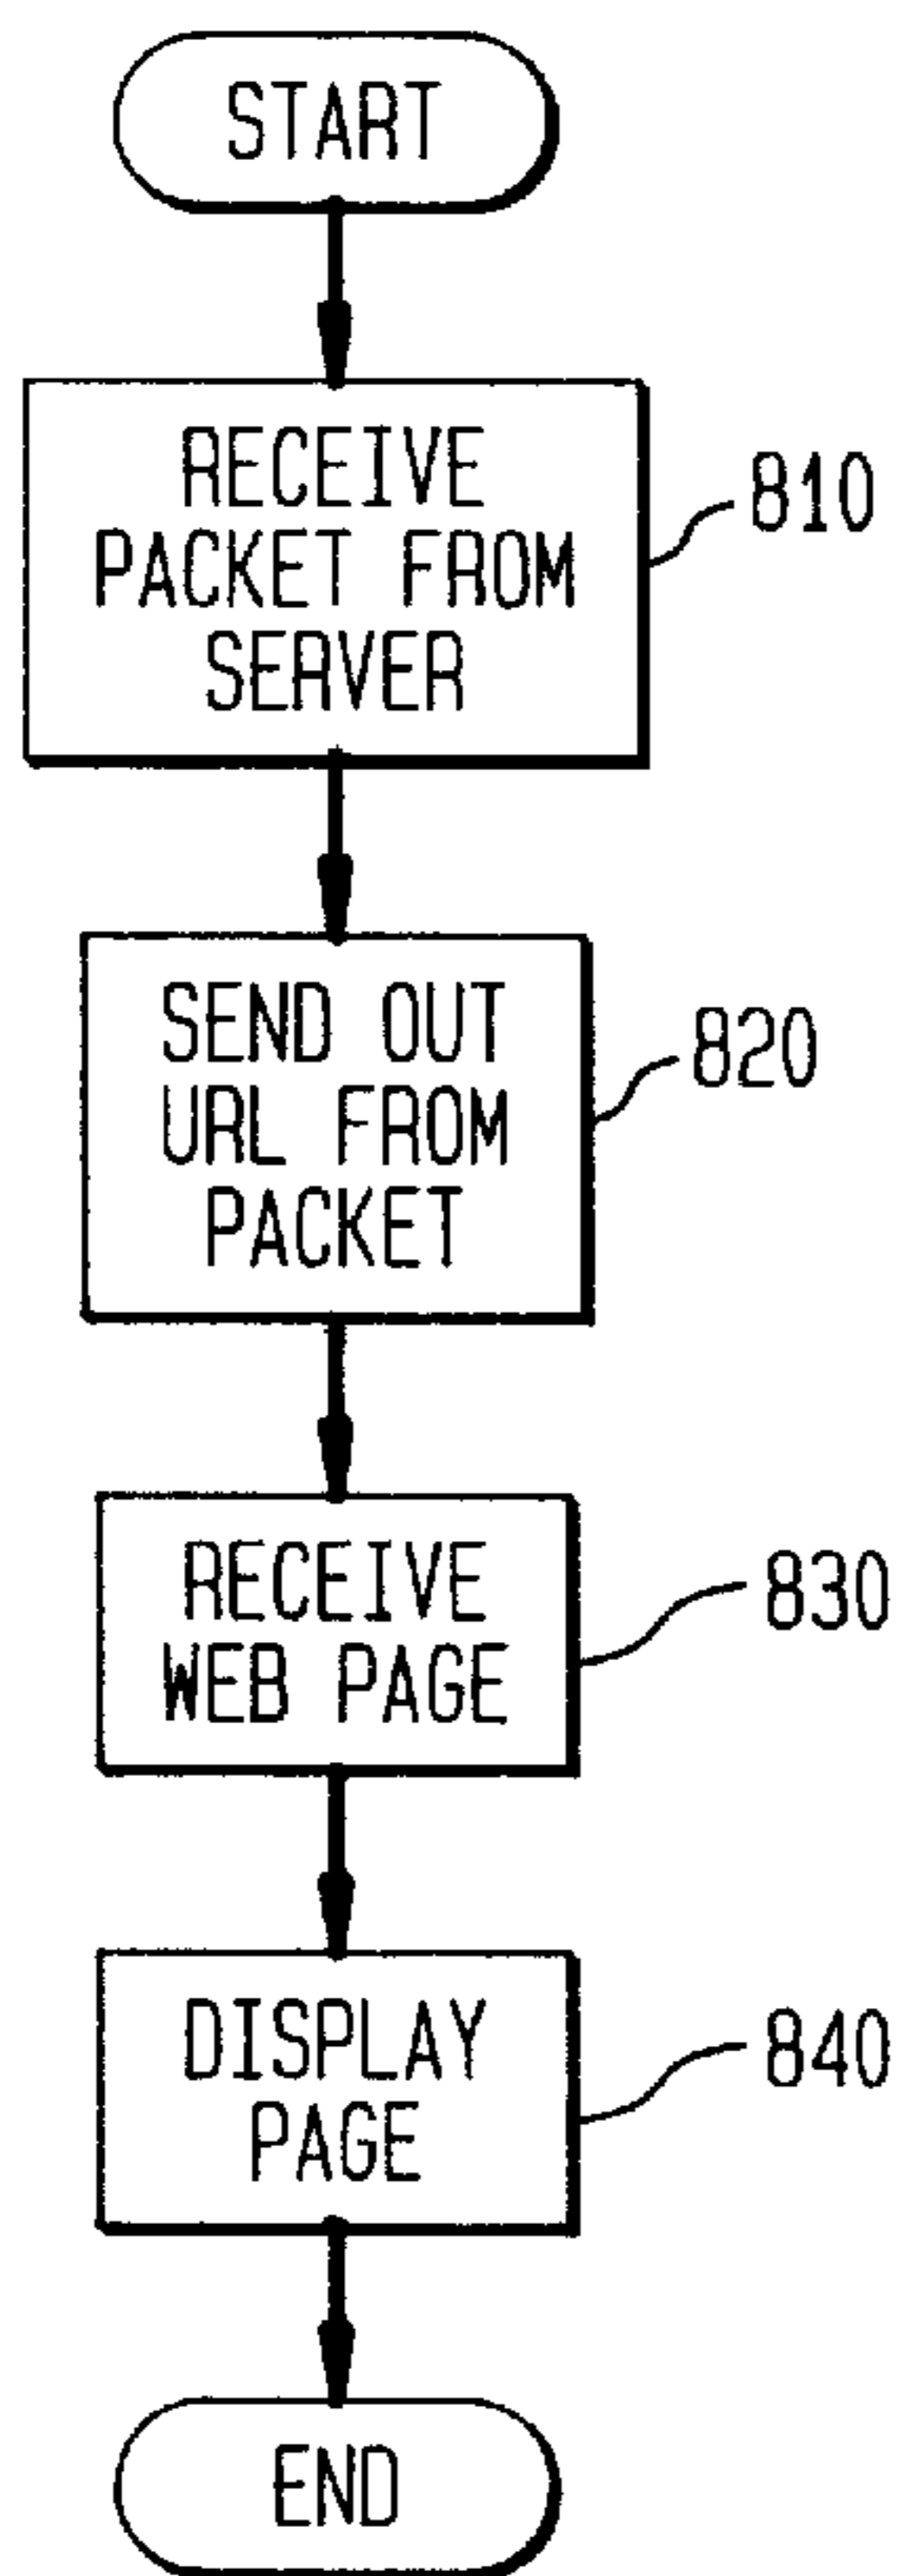 START
RECEIVE
PACKET FROM
SERVER
810
SEND OUT
URL FROM
PACKET
820
RECEIVE
WEB PAGE
830
DISPLAY
PAGE
840
END